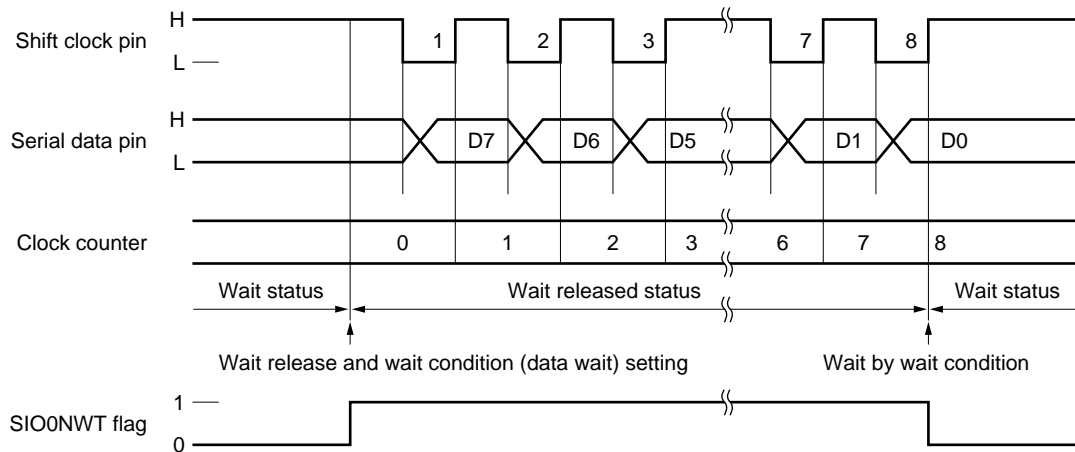 H
Shift clock pin
L
1 2 3 7 8
H
Serial data pin
L
D7 D6 D5 D1 D0
Clock counter
0 1 2 3 6 7 8
Wait status Wait released status Wait status
Wait release and wait condition (data wait) setting Wait by wait condition
1
SIO0NWT flag
0